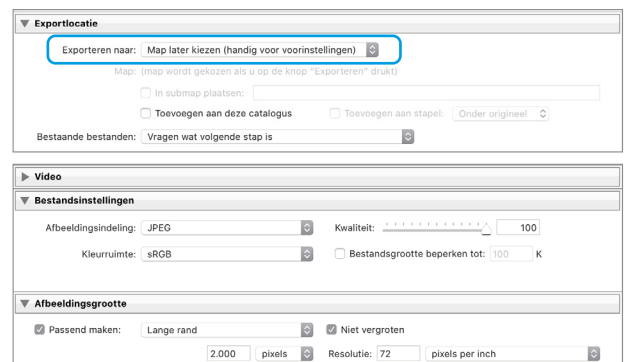 Exportlocatie
Exporteren naar: Map later kiezen (handig voor voorinstellingen)
Map: (map wordt gekozen als u op de knop "Exporteren" drukt)
In submap plaatsen:
Toevoegen aan deze catalogus Toevoegen aan stapel: Onder origineel
Bestaande bestanden: Vragen wat volgende stap is
Video
Bestandsinstellingen
Afbeeldingsindeling: JPEG Kwaliteit: 100
Kleurruimte: sRGB Bestandsgrootte beperken tot: 100 K
Afbeeldingsgrootte
Passend maken: Lange rand Niet vergroten
2.000 pixels Resolutie: 72 pixels per inch